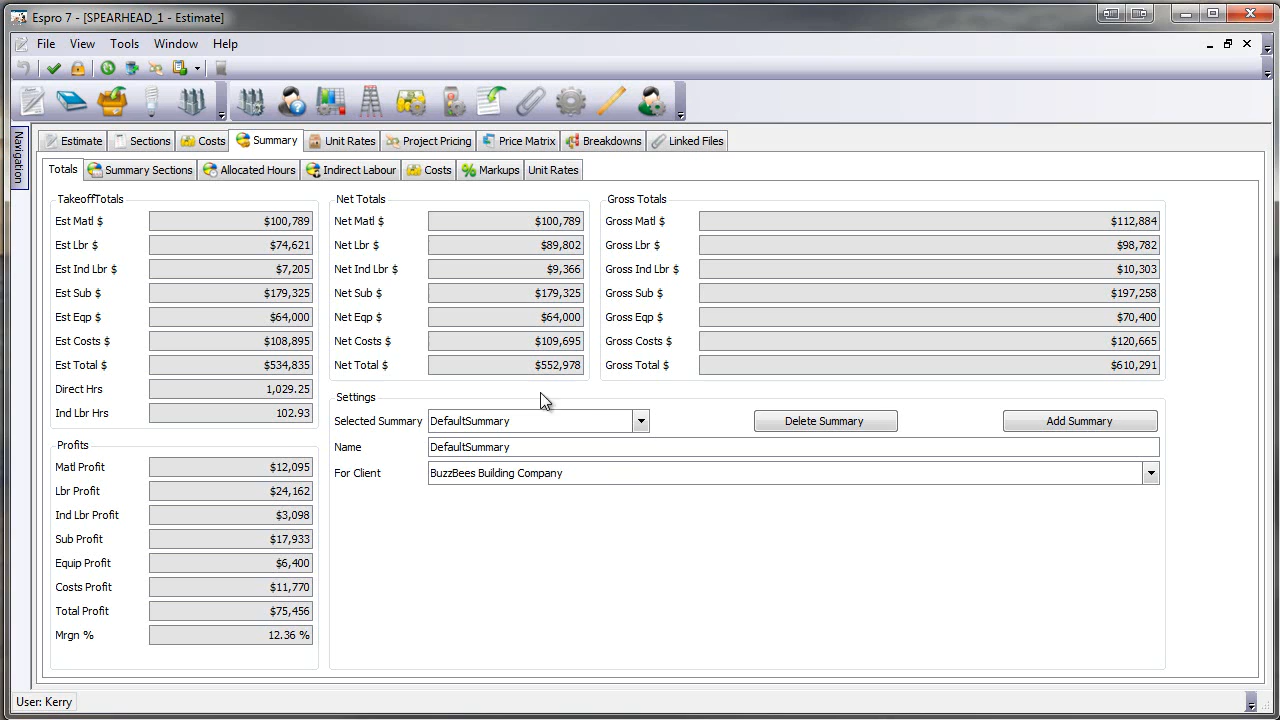 Espro 7 - [SPEARHEAD_1 - Estimate]
File View Tools Window Help
Navigation
Estimate Sections Costs Summary Unit Rates Project Pricing Price Matrix Breakdowns Linked Files
Totals Summary Sections Allocated Hours Indirect Labour Costs Markups Unit Rates
TakeoffTotals
Est Matl $ $100,789
Est Lbr $ $74,621
Est Ind Lbr $ $7,205
Est Sub $ $179,325
Est Eqp $ $64,000
Est Costs $ $108,895
Est Total $ $534,835
Direct Hrs 1,029.25
Ind Lbr Hrs 102.93
Profits
Matl Profit $12,095
Lbr Profit $24,162
Ind Lbr Profit $3,098
Sub Profit $17,933
Equip Profit $6,400
Costs Profit $11,770
Total Profit $75,456
Mrgn % 12.36 %
Net Totals
Net Matl $ $100,789
Net Lbr $ $89,802
Net Ind Lbr $ $9,366
Net Sub $ $179,325
Net Eqp $ $64,000
Net Costs $ $109,695
Net Total $ $552,978
Gross Totals
Gross Matl $ $112,884
Gross Lbr $ $98,782
Gross Ind Lbr $ $10,303
Gross Sub $ $197,258
Gross Eqp $ $70,400
Gross Costs $ $120,665
Gross Total $ $610,291
Settings
Selected Summary DefaultSummary Delete Summary Add Summary
Name DefaultSummary
For Client BuzzBees Building Company
User: Kerry